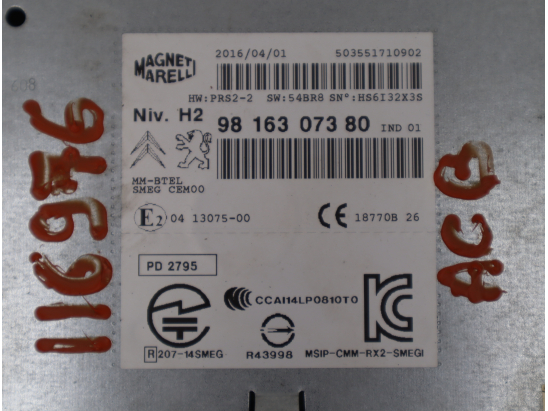 MAGNETI
MARELLI
2016/04/01 503551710902
HW:PRS2-2 SW:54BR8 SN°:HS6I32X3S
Niv. H2
98 163 073 80 IND 01
MM-BTEL
SMEG CEM00
E2 04 13075-00
CE 18770B 26
PD 2795
CCAI14LP0810T0
R 207-14SMEG
R43998
MSIP-CMM-RX2-SMEGI
116976